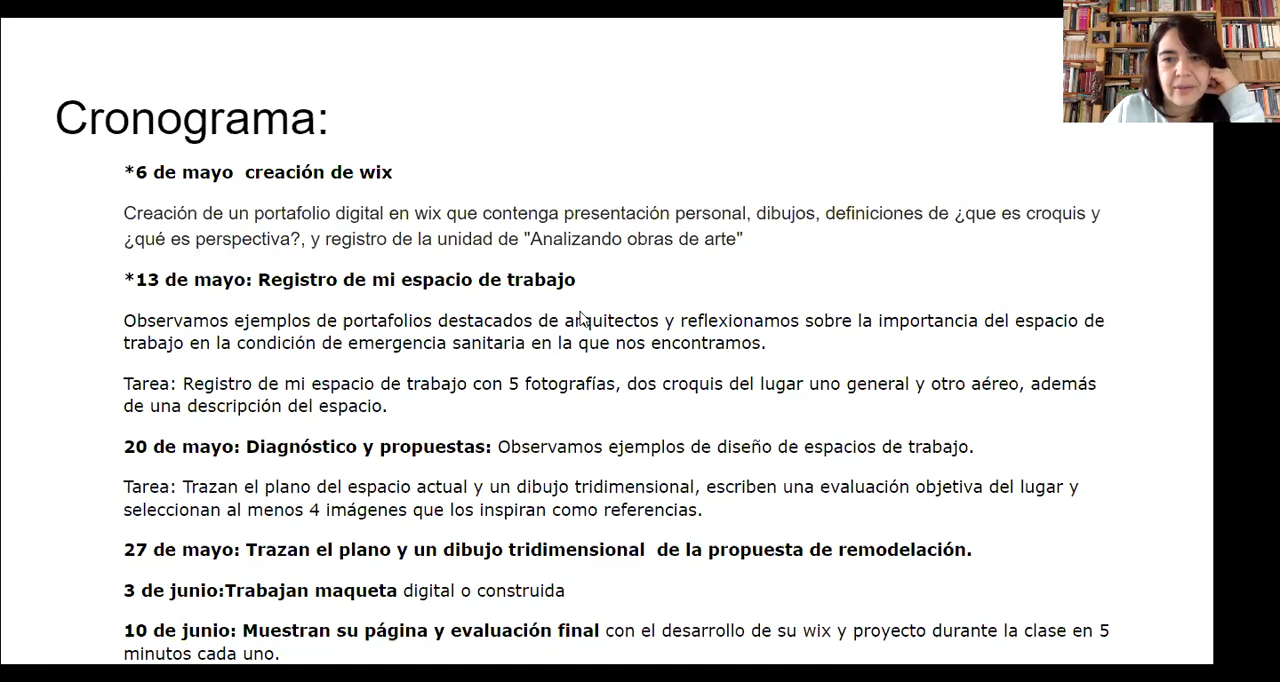 Cronograma:
*6 de mayo  creación de wix
Creación de un portafolio digital en wix que contenga presentación personal, dibujos, definiciones de ¿que es croquis y
¿qué es perspectiva?, y registro de la unidad de "Analizando obras de arte"
*13 de mayo: Registro de mi espacio de trabajo
Observamos ejemplos de portafolios destacados de arquitectos y reflexionamos sobre la importancia del espacio de
trabajo en la condición de emergencia sanitaria en la que nos encontramos.
Tarea: Registro de mi espacio de trabajo con 5 fotografías, dos croquis del lugar uno general y otro aéreo, además
de una descripción del espacio.
20 de mayo: Diagnóstico y propuestas: Observamos ejemplos de diseño de espacios de trabajo.
Tarea: Trazan el plano del espacio actual y un dibujo tridimensional, escriben una evaluación objetiva del lugar y
seleccionan al menos 4 imágenes que los inspiran como referencias.
27 de mayo: Trazan el plano y un dibujo tridimensional  de la propuesta de remodelación.
3 de junio:Trabajan maqueta digital o construida
10 de junio: Muestran su página y evaluación final con el desarrollo de su wix y proyecto durante la clase en 5
minutos cada uno.